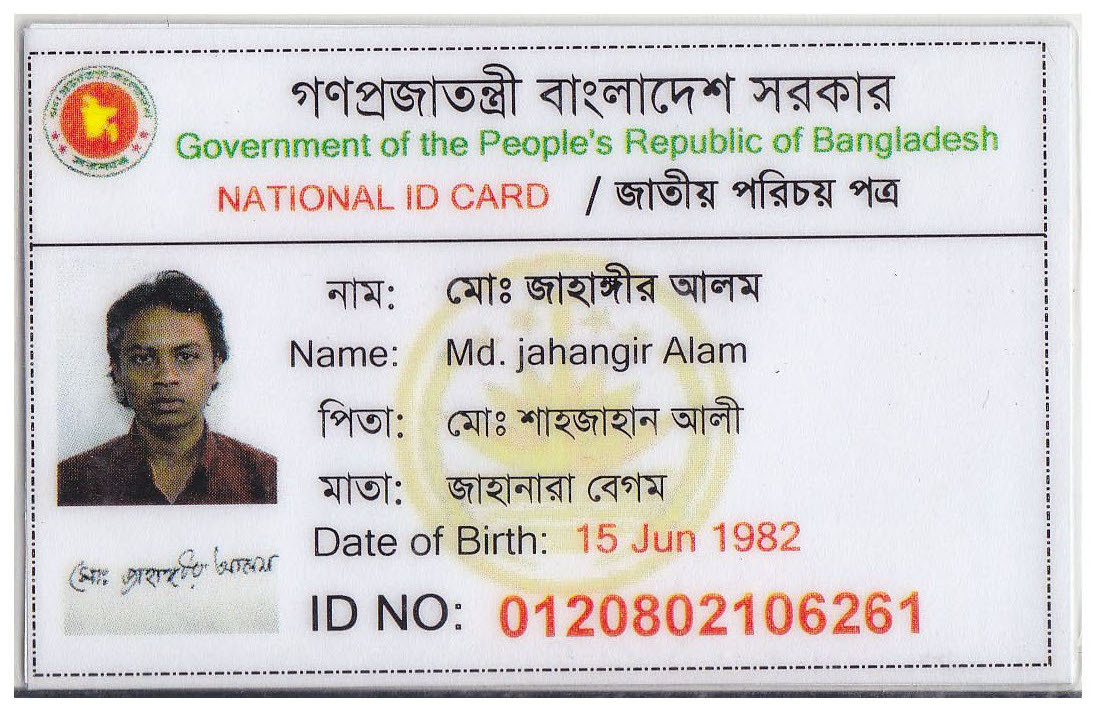 গণপ্রজাতন্ত্রী বাংলাদেশ সরকার
Government of the People's Republic of Bangladesh
NATIONAL ID CARD / জাতীয় পরিচয় পত্র
নাম: মোঃ জাহাঙ্গীর আলম
Name: Md. jahangir Alam
পিতা: মোঃ শাহজাহান আলী
মাতা: জাহানারা বেগম
Date of Birth: 15 Jun 1982
মোঃ জাহাঙ্গীর আলম
ID NO: 0120802106261